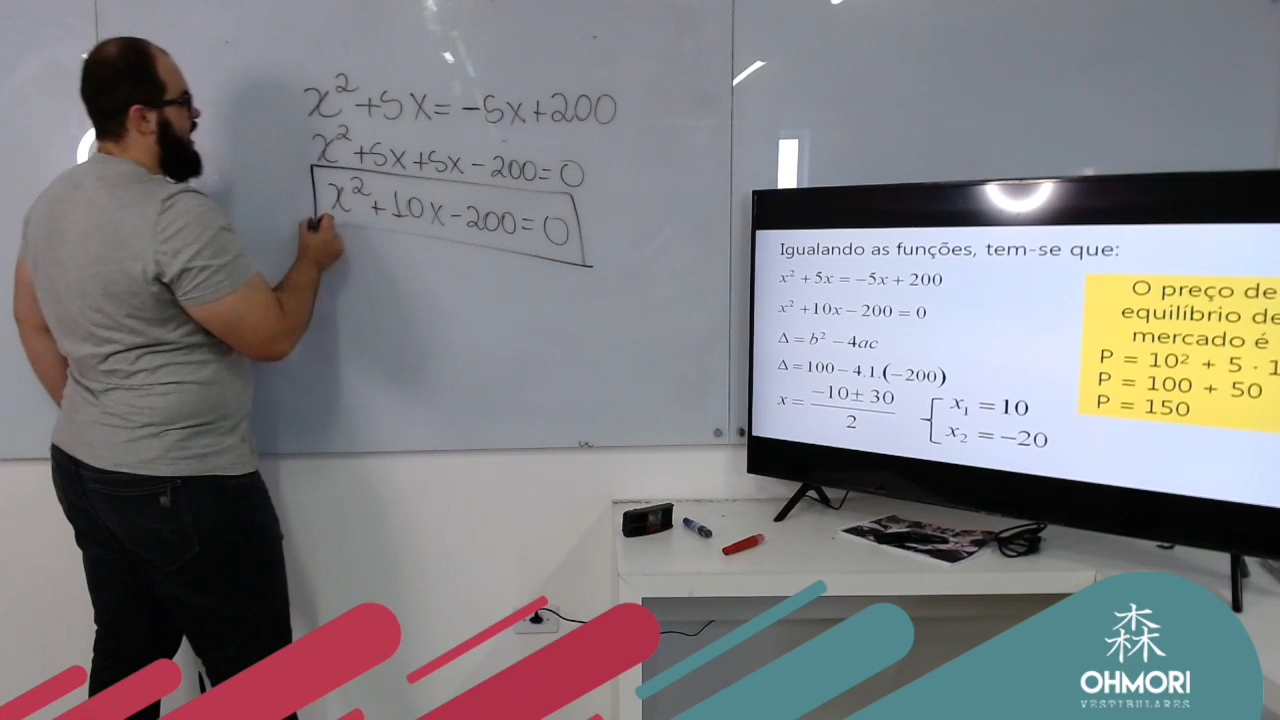 x² + 5x = -5x + 200
x² + 5x + 5x - 200 = 0
x² + 10x - 200 = 0
Igualando as funções, tem-se que:
x² + 5x = -5x + 200
x² + 10x - 200 = 0
Δ = b² - 4ac
Δ = 100 - 4.1.(-200)
x = (-10 ± 30)/2 { x₁ = 10
x₂ = -20
O preço de
equilíbrio de
mercado é
P = 10² + 5 · 1
P = 100 + 50
P = 150
森
OHMORI
VESTIBULARES